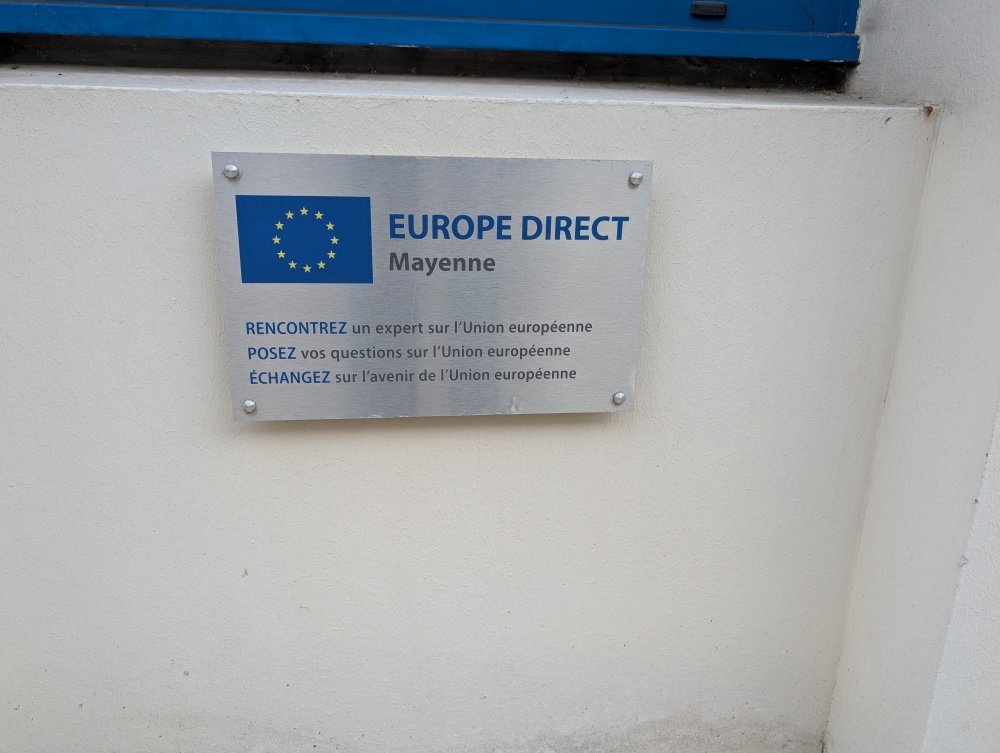 EUROPE DIRECT
Mayenne
RENCONTREZ un expert sur l'Union européenne
POSEZ vos questions sur l'Union européenne
ÉCHANGEZ sur l'avenir de l'Union européenne